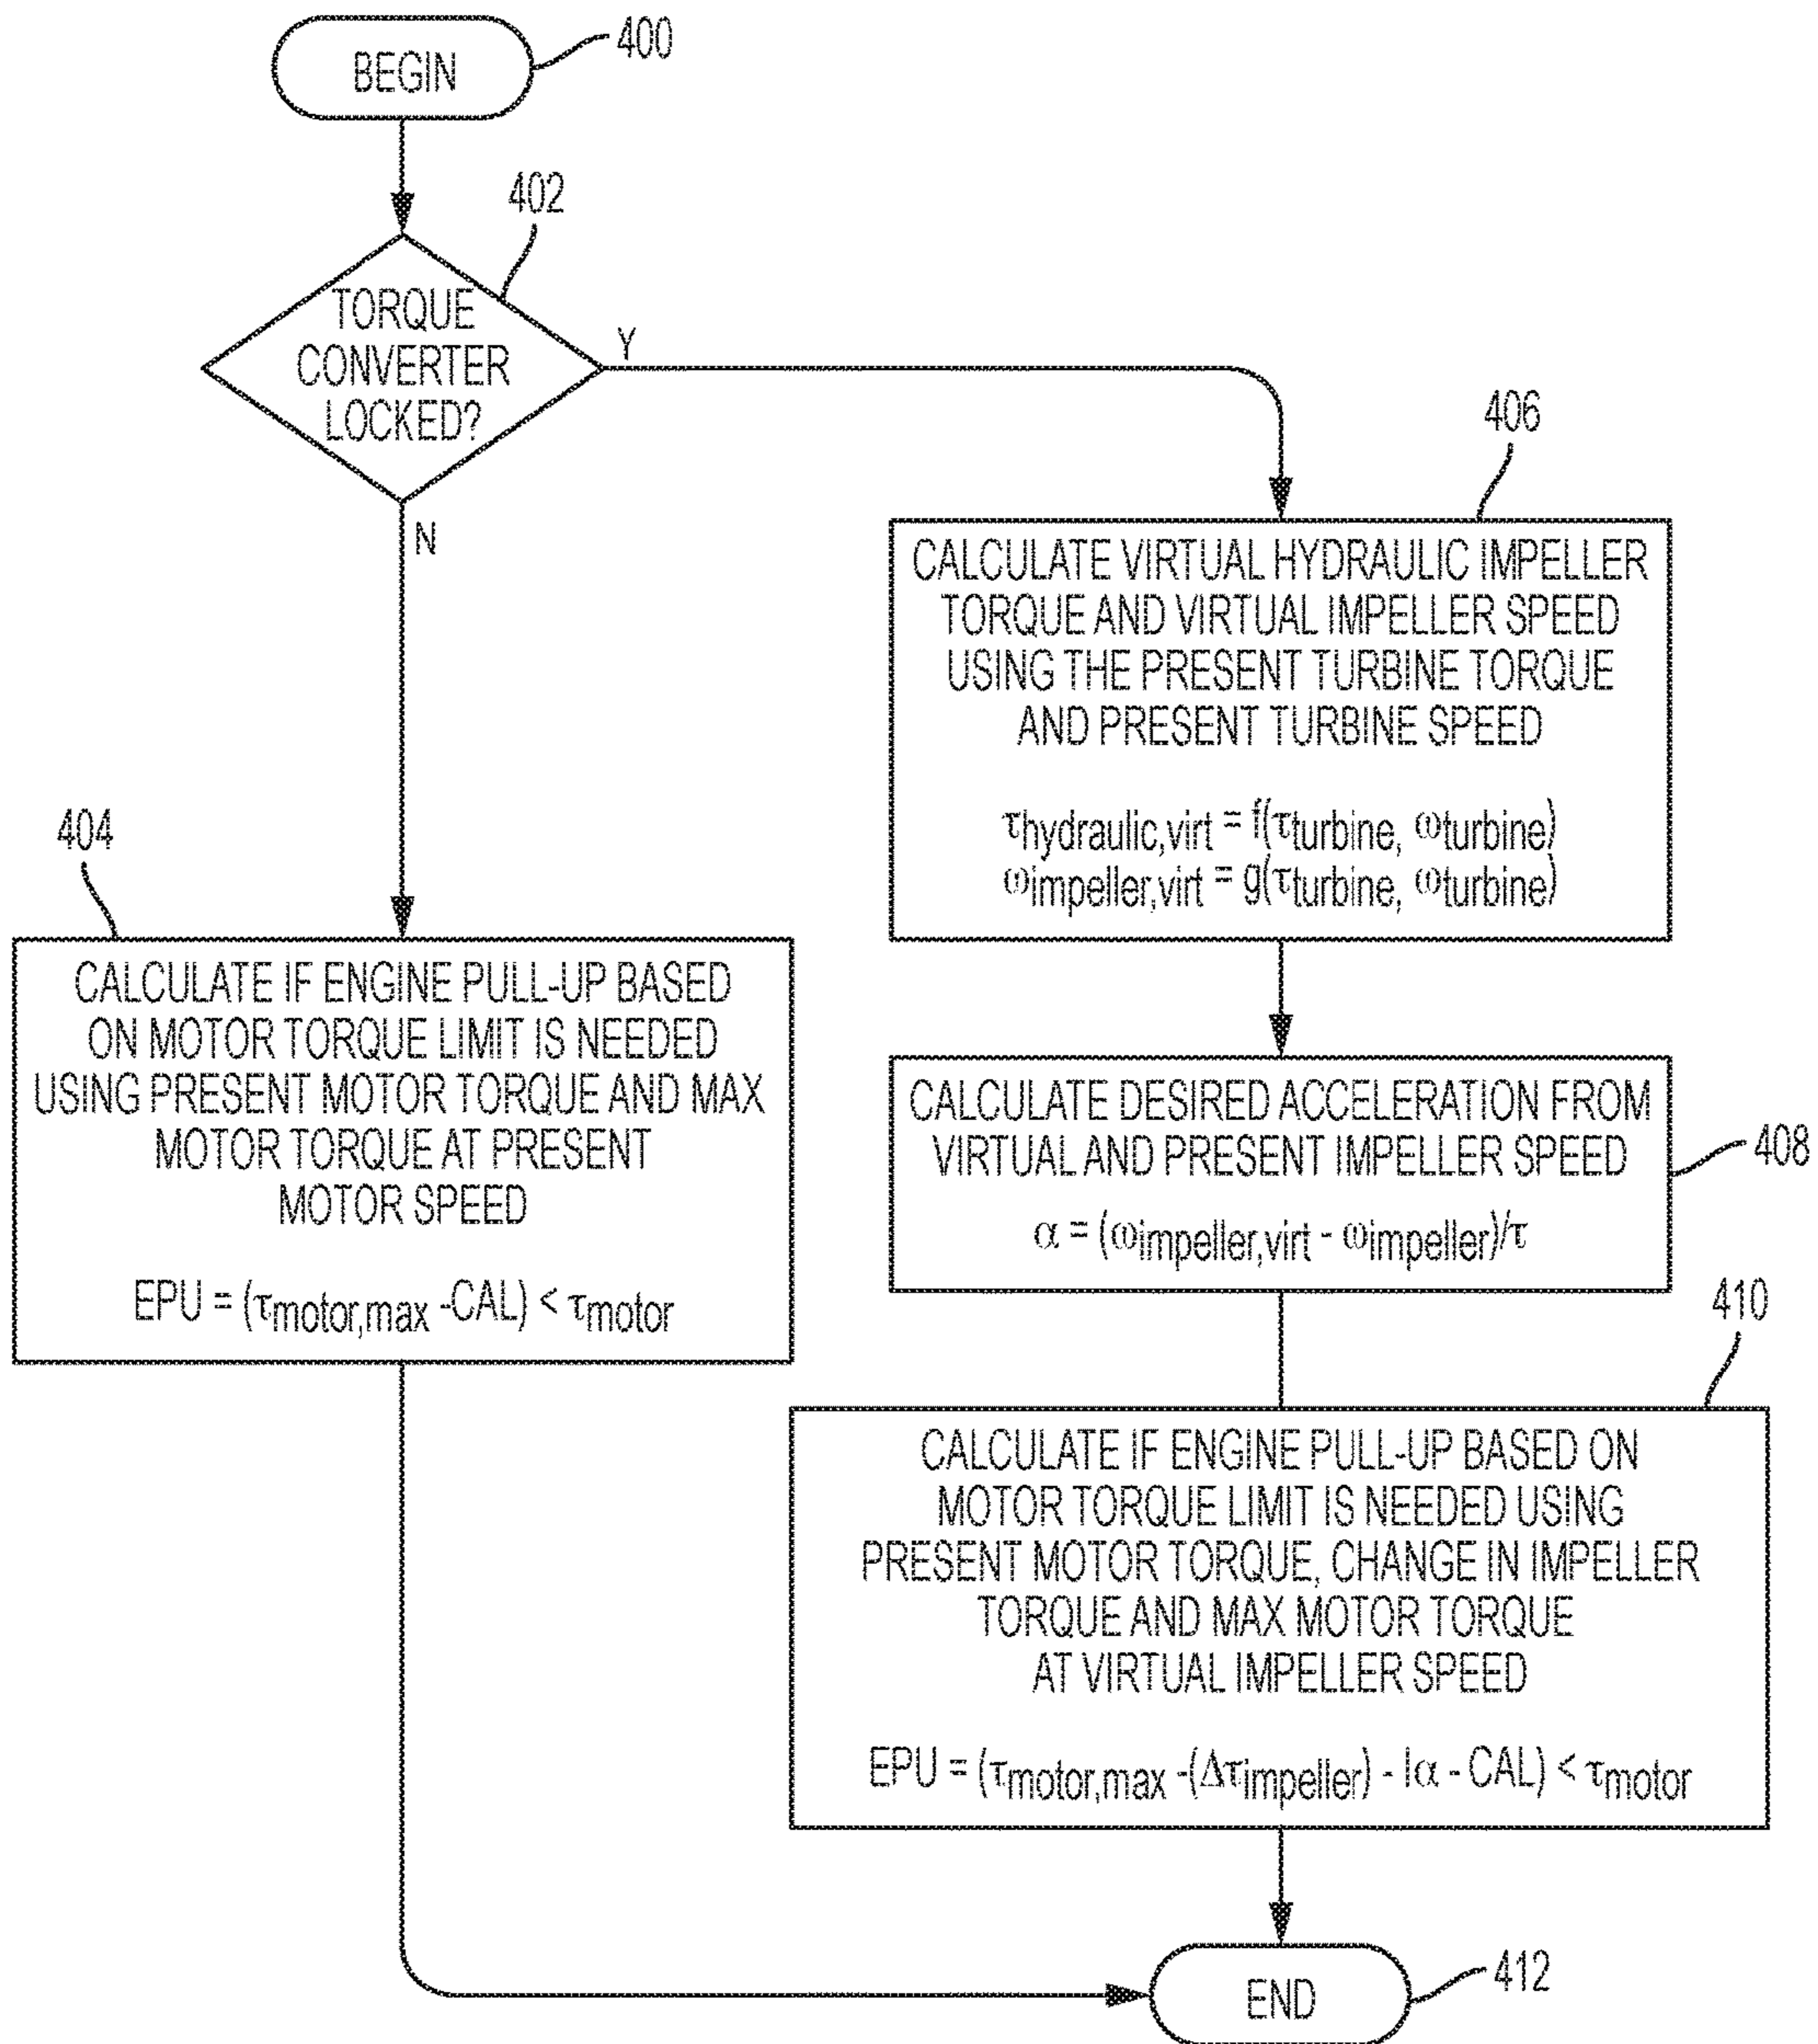 BEGIN
400
402
TORQUE
CONVERTER
LOCKED?
Y
N
406
CALCULATE VIRTUAL HYDRAULIC IMPELLER
TORQUE AND VIRTUAL IMPELLER SPEED
USING THE PRESENT TURBINE TORQUE
AND PRESENT TURBINE SPEED
τhydraulic,virt = f(τturbine, ωturbine)
ωimpeller,virt = g(τturbine, ωturbine)
404
CALCULATE IF ENGINE PULL-UP BASED
ON MOTOR TORQUE LIMIT IS NEEDED
USING PRESENT MOTOR TORQUE AND MAX
MOTOR TORQUE AT PRESENT
MOTOR SPEED
EPU = (τmotor,max -CAL) < τmotor
CALCULATE DESIRED ACCELERATION FROM
VIRTUAL AND PRESENT IMPELLER SPEED
α = (ωimpeller,virt - ωimpeller)/τ
408
410
CALCULATE IF ENGINE PULL-UP BASED ON
MOTOR TORQUE LIMIT IS NEEDED USING
PRESENT MOTOR TORQUE, CHANGE IN IMPELLER
TORQUE AND MAX MOTOR TORQUE
AT VIRTUAL IMPELLER SPEED
EPU = (τmotor,max -(Δτimpeller) - Iα - CAL) < τmotor
END
412